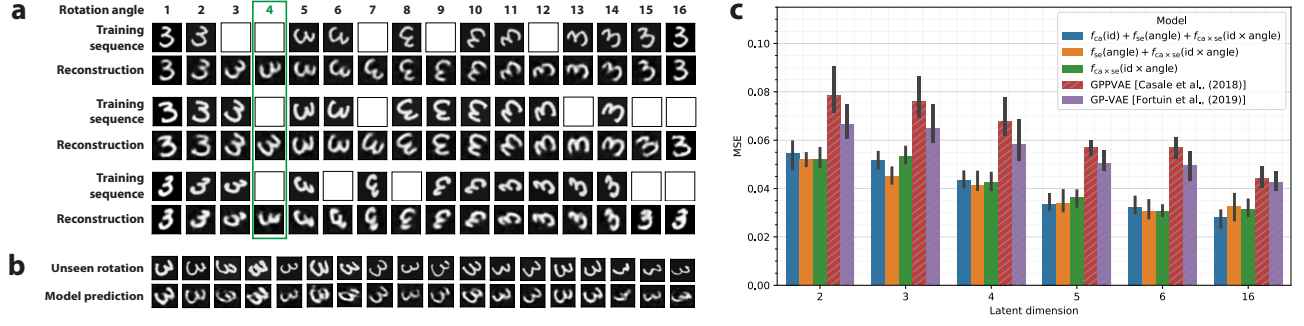 a
Rotation angle 1 2 3 4 5 6 7 8 9 10 11 12 13 14 15 16
Training
sequence
Reconstruction
Training
sequence
Reconstruction
Training
sequence
Reconstruction
b
Unseen rotation
Model prediction
c
MSE
0.10
0.08
0.06
0.04
0.02
0.00
2 3 4 5 6 16
Latent dimension
Model
f_ca(id) + f_se(angle) + f_ca×se(id × angle)
f_se(angle) + f_ca×se(id × angle)
f_ca×se(id × angle)
GPPVAE [Casale et al., (2018)]
GP-VAE [Fortuin et al., (2019)]